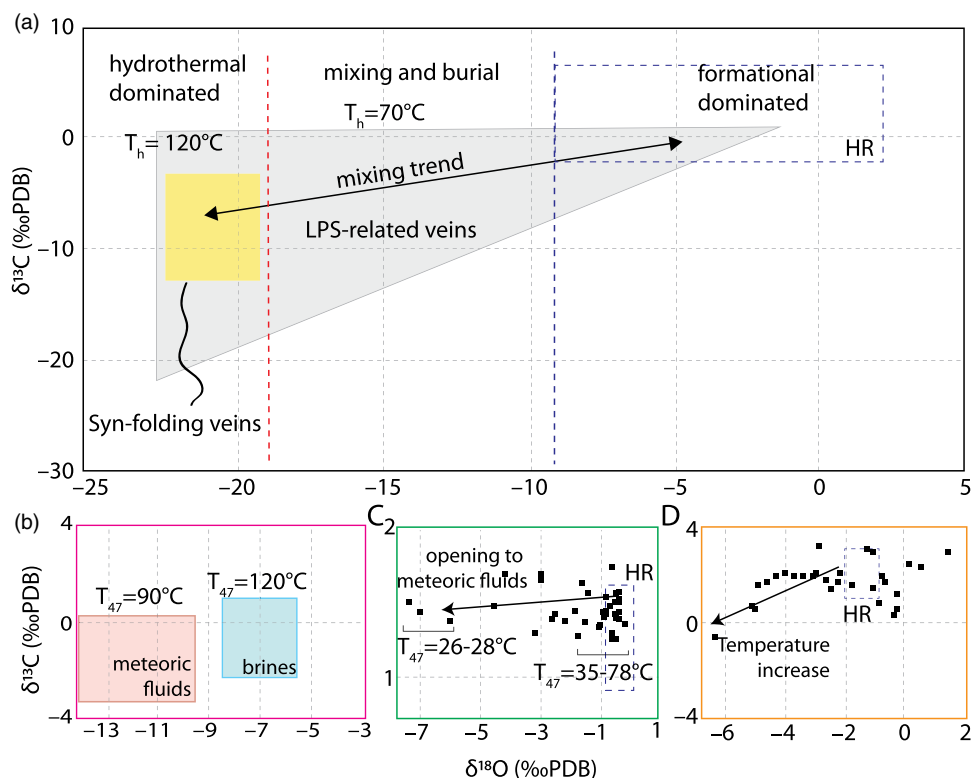 (a)
10
0
−10
−20
−30
δ¹³C (‰PDB)
hydrothermal
dominated
mixing and burial
formational
dominated
Tₕ= 120°C
Tₕ=70°C
HR
mixing trend
LPS-related veins
Syn-folding veins
−25
−20
−15
−10
−5
0
5
(b)
4
0
−4
δ¹³C (‰PDB)
T₄₇=90°C
T₄₇=120°C
meteoric
fluids
brines
−13
−11
−9
−7
−5
−3
C
2
1
opening to
meteoric fluids
HR
T₄₇=26-28°C
T₄₇=35-78°C
−7
−5
−3
−1
1
D
4
0
−4
HR
Temperature
increase
−6
−4
−2
0
2
δ¹⁸O (‰PDB)